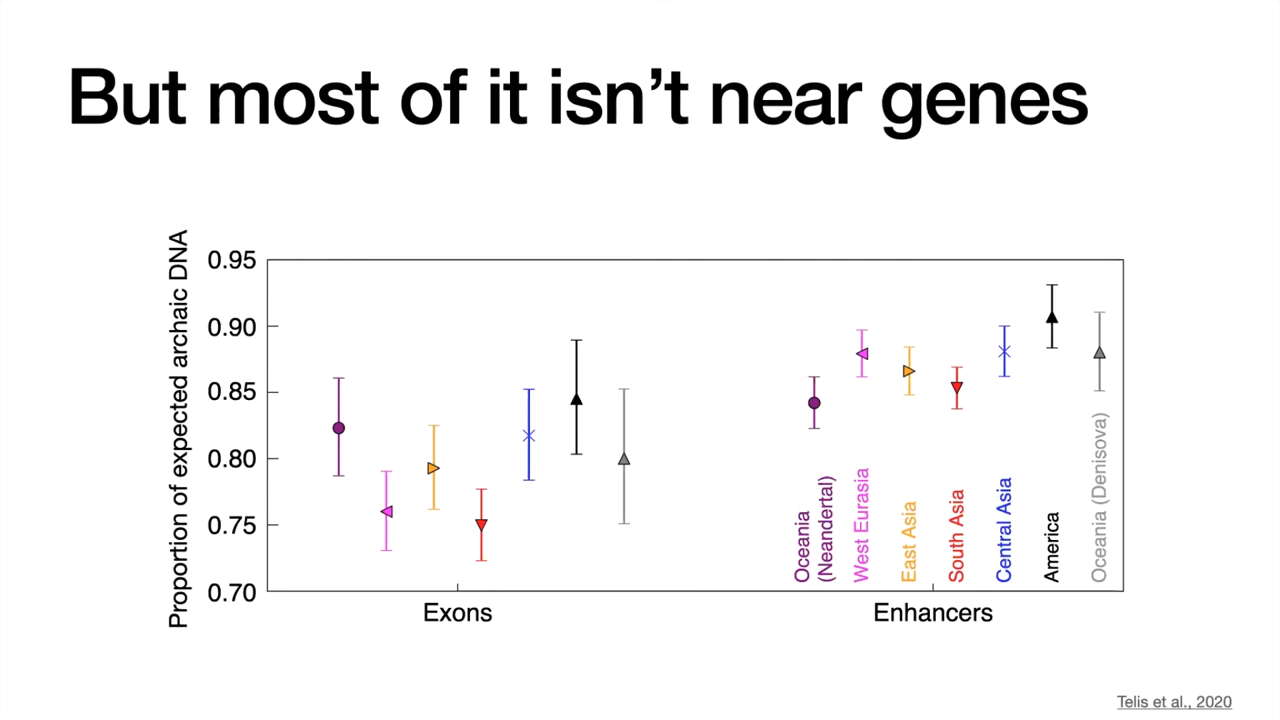 But most of it isn’t near genes
Proportion of expected archaic DNA
0.95
0.90
0.85
0.80
0.75
0.70
Oceania
(Neandertal)
West Eurasia
East Asia
South Asia
Central Asia
America
Oceania (Denisova)
Exons
Enhancers
Telis et al., 2020